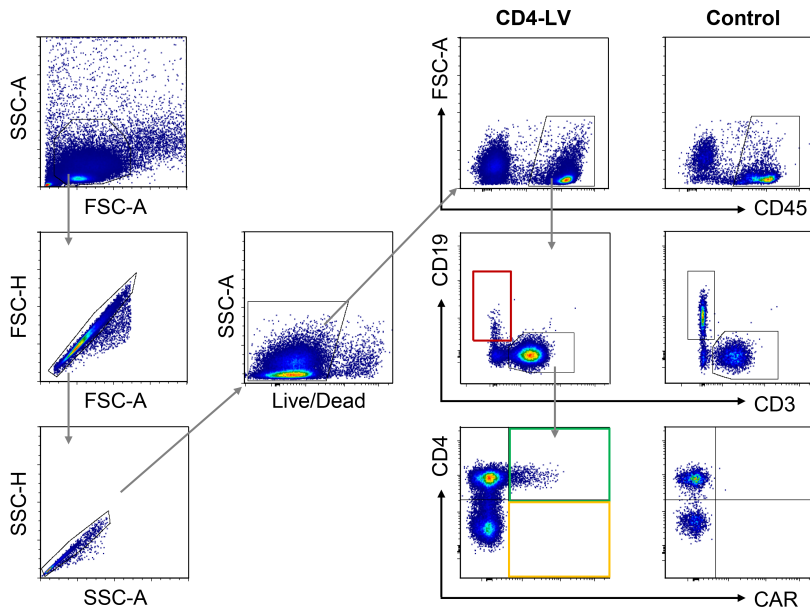 CD4-LV
Control
SSC-A
FSC-A
FSC-A
CD45
FSC-H
FSC-A
SSC-A
Live/Dead
CD19
CD3
SSC-H
SSC-A
CD4
CAR